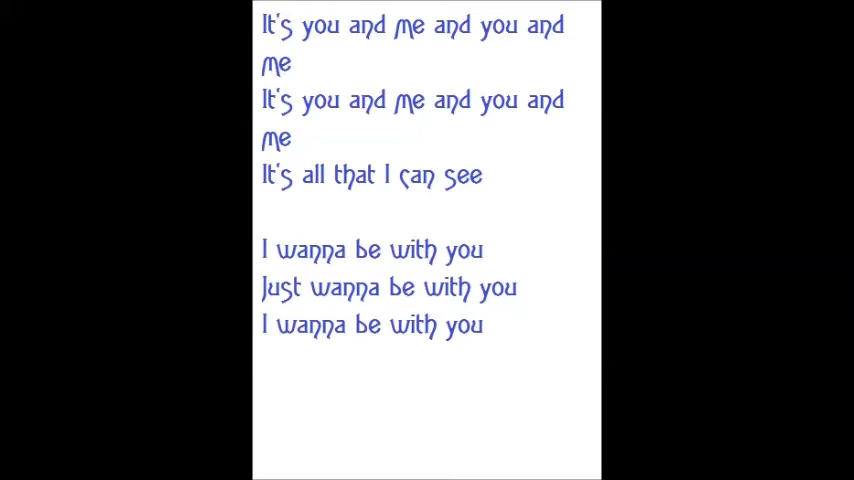 It's you and me and you and
me
It's you and me and you and
me
It's all that I can see

I wanna be with you
Just wanna be with you
I wanna be with you